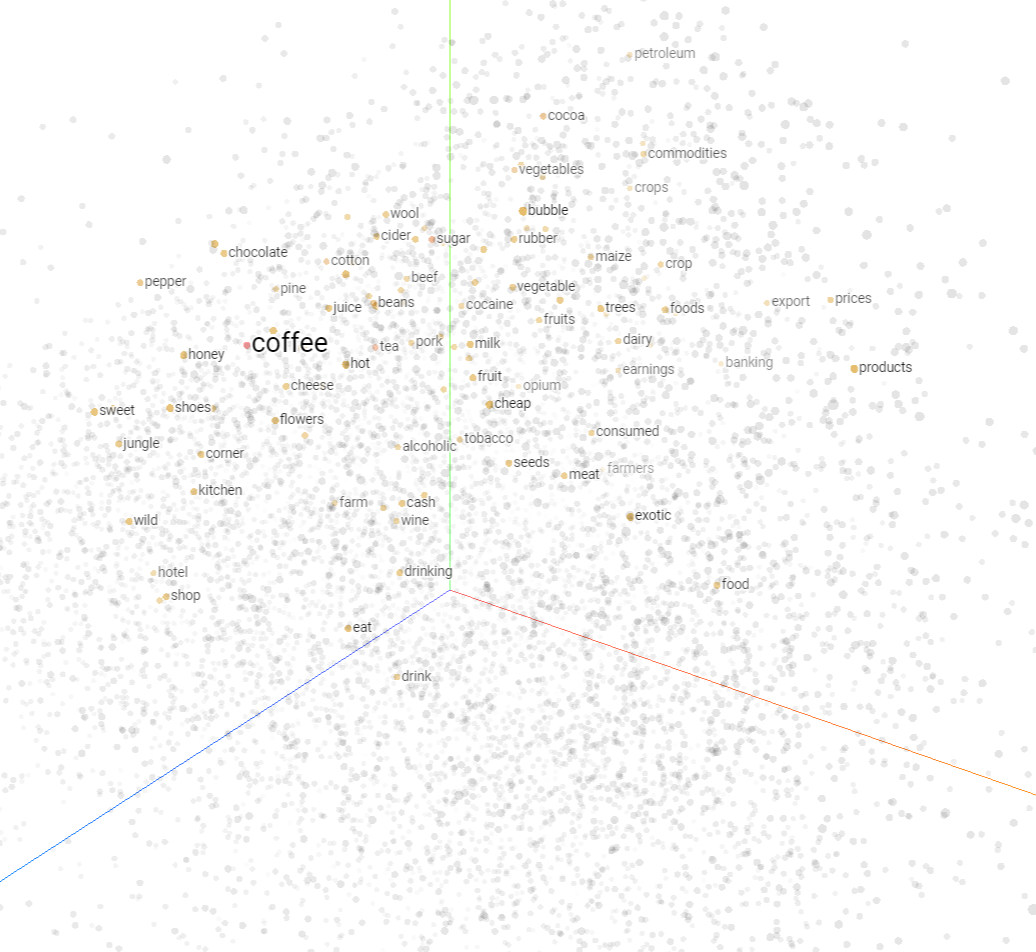 petroleum
cocoa
commodities
vegetables
crops
bubble
wool
cider
sugar
rubber
chocolate
cotton
maize
crop
pepper
pine
beef
vegetable
juice
beans
cocaine
trees
foods
export
prices
fruits
coffee
tea
pork
milk
dairy
honey
hot
fruit
earnings
banking
products
cheese
opium
sweet
shoes
cheap
flowers
jungle
corner
alcoholic
tobacco
consumed
seeds
meat
farmers
kitchen
farm
cash
wild
wine
exotic
hotel
drinking
shop
food
eat
drink